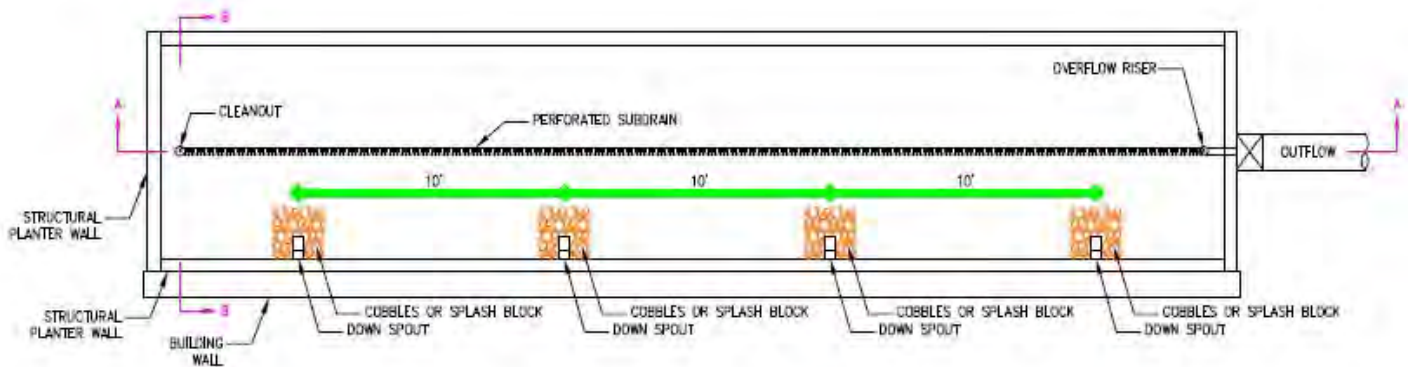 B
OVERFLOW RISER
A
A
CLEANOUT
PERFORATED SUBDRAIN
OUTFLOW
10'
10'
10'
STRUCTURAL
PLANTER WALL
STRUCTURAL
PLANTER WALL
B
BUILDING
WALL
COBBLES OR SPLASH BLOCK
DOWN SPOUT
COBBLES OR SPLASH BLOCK
DOWN SPOUT
COBBLES OR SPLASH BLOCK
DOWN SPOUT
COBBLES OR SPLASH BLOCK
DOWN SPOUT